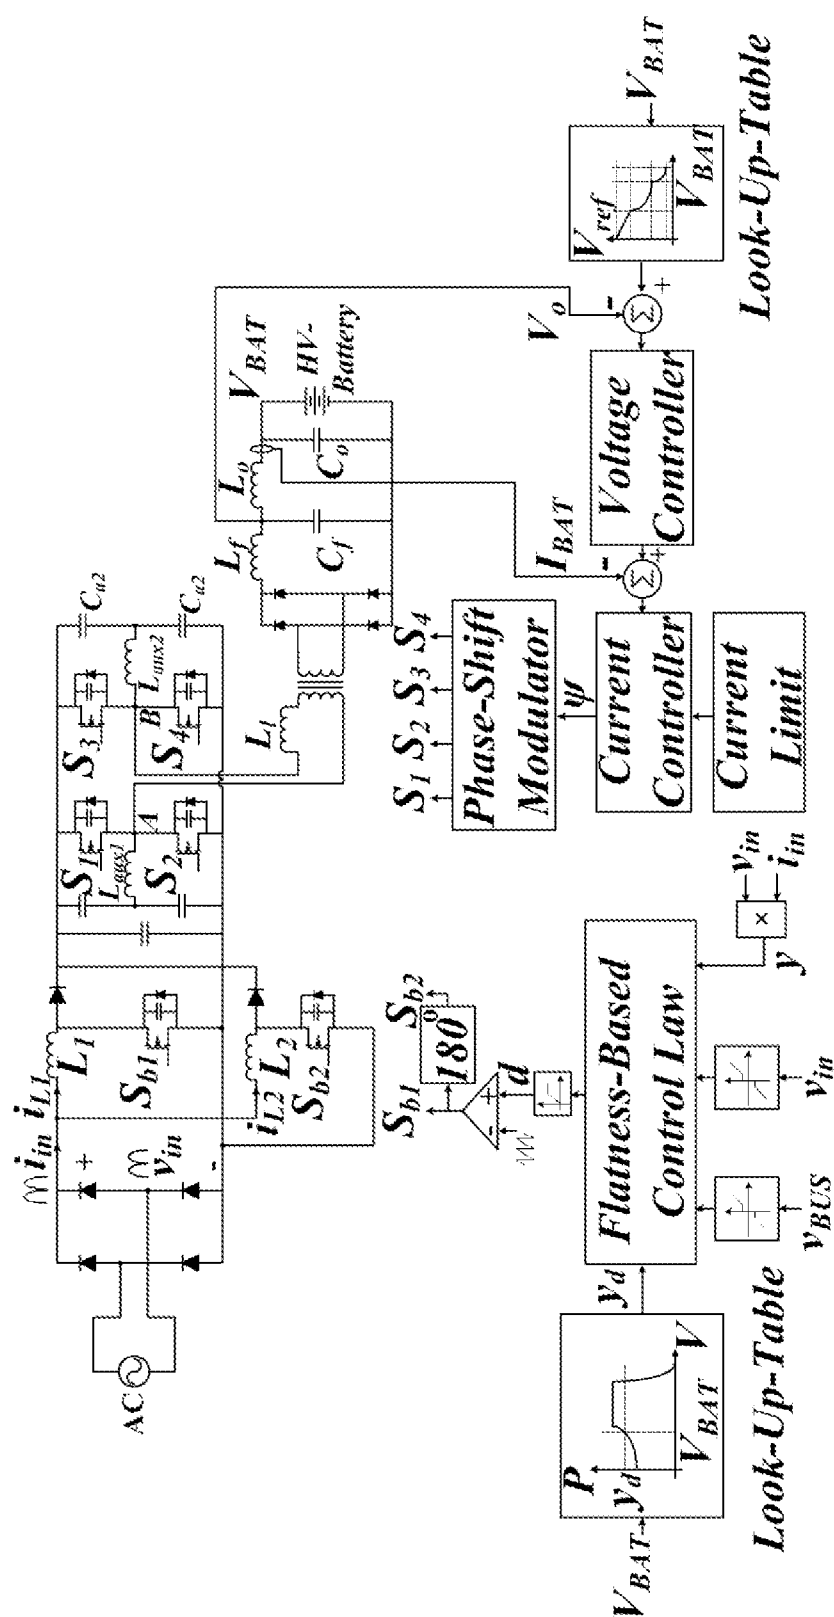 AC
i_in
v_in
+
-
i_L1
L_1
S_b1
i_L2
L_2
S_b2
S_1
S_2
L_aux1
A
S_3
S_4
B
L_aux2
C_a2
C_a2
L_l
L_f
L_o
C_f
C_o
V_BAT
HV-
Battery
S_b1
S_b2
180°
+
-
d
Flatness-Based
Control Law
y_d
P
y_d
V_BAT
V
V_BAT
Look-Up-Table
v_BUS
v_in
y
×
v_in
i_in
S_1 S_2 S_3 S_4
Phase-Shift
Modulator
ψ
Current
Controller
Current
Limit
I_BAT
-
Σ
+
Voltage
Controller
V_o
-
Σ
+
V_ref
V_BAT
V_BAT
Look-Up-Table